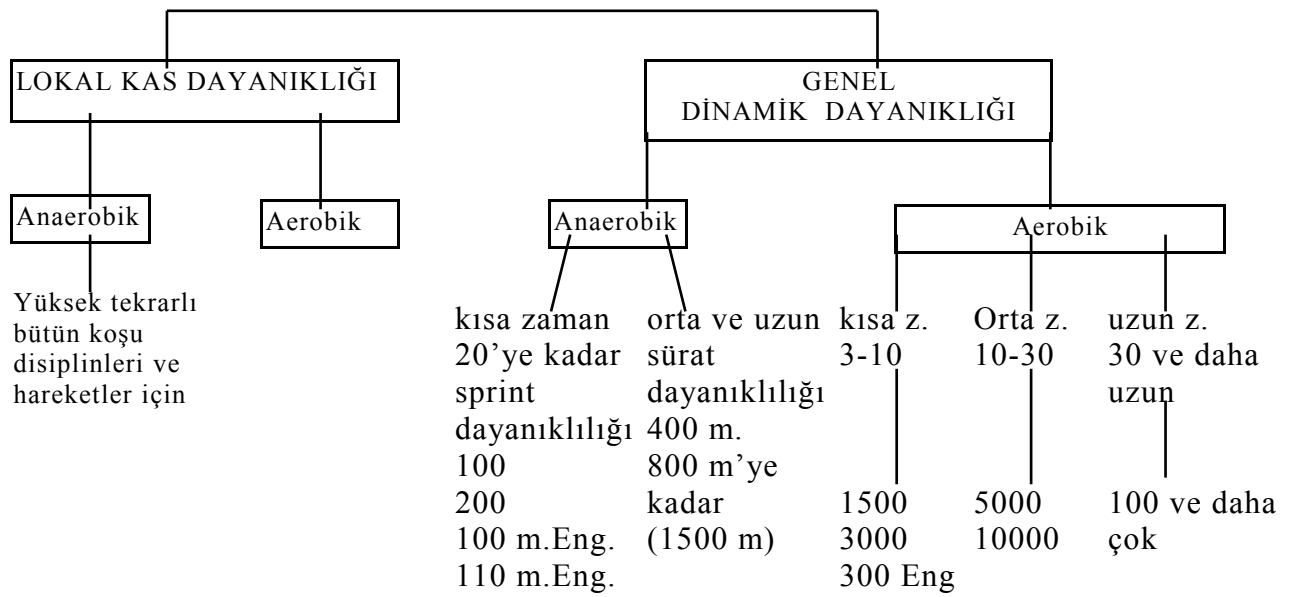 LOKAL KAS DAYANIKLIĞI
GENEL
DİNAMİK DAYANIKLIĞI
Anaerobik
Aerobik
Anaerobik
Aerobik
Yüksek tekrarlı
bütün koşu
disiplinleri ve
hareketler için
kısa zaman
20’ye kadar
sprint
dayanıklılığı
100
200
100 m.Eng.
110 m.Eng.
orta ve uzun
sürat
dayanıklılığı
400 m.
800 m’ye
kadar
(1500 m)
kısa z.
3-10
1500
3000
300 Eng
Orta z.
10-30
5000
10000
uzun z.
30 ve daha
uzun
100 ve daha
çok